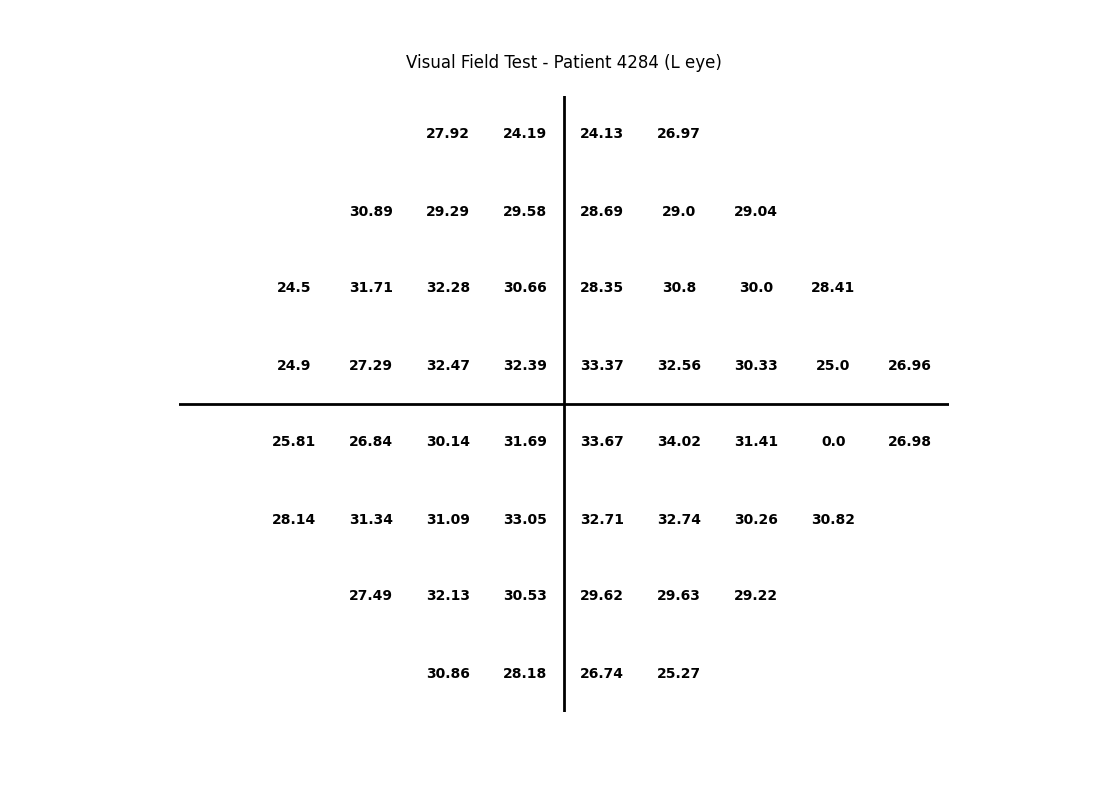 Visual Field Test - Patient 4284 (L eye)
27.92 24.19 24.13 26.97
30.89 29.29 29.58 28.69 29.0 29.04
24.5 31.71 32.28 30.66 28.35 30.8 30.0 28.41
24.9 27.29 32.47 32.39 33.37 32.56 30.33 25.0 26.96
25.81 26.84 30.14 31.69 33.67 34.02 31.41 0.0 26.98
28.14 31.34 31.09 33.05 32.71 32.74 30.26 30.82
27.49 32.13 30.53 29.62 29.63 29.22
30.86 28.18 26.74 25.27